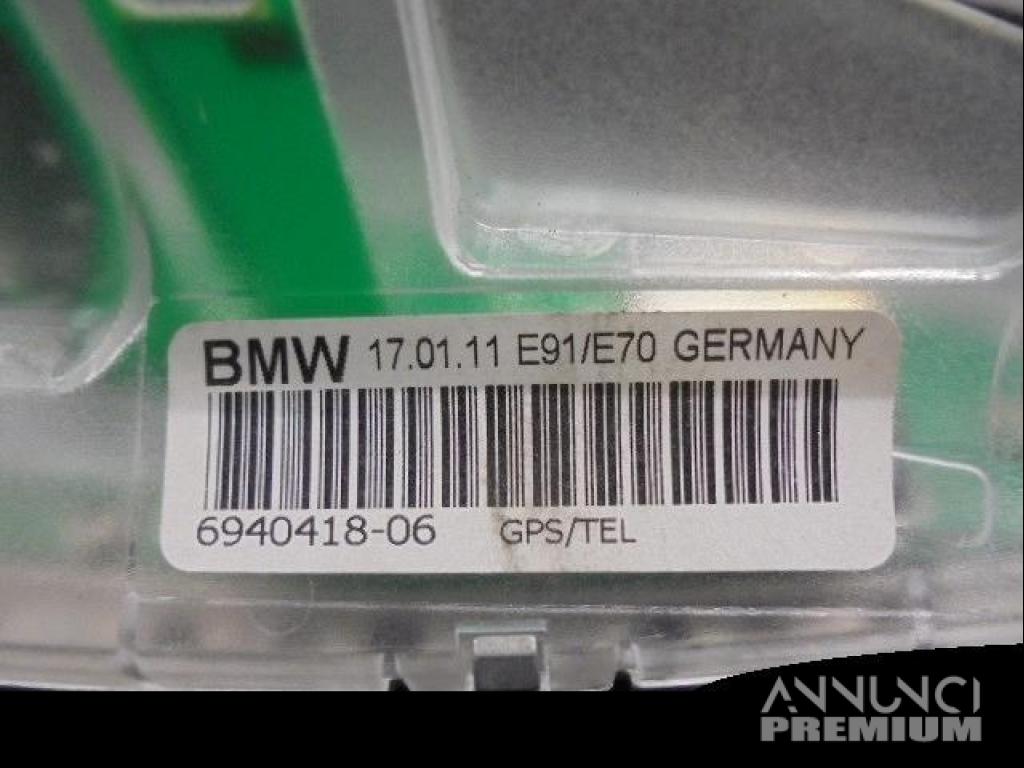 BMW 17.01.11 E91/E70 GERMANY
6940418-06 GPS/TEL
ANNUNCI
PREMIUM